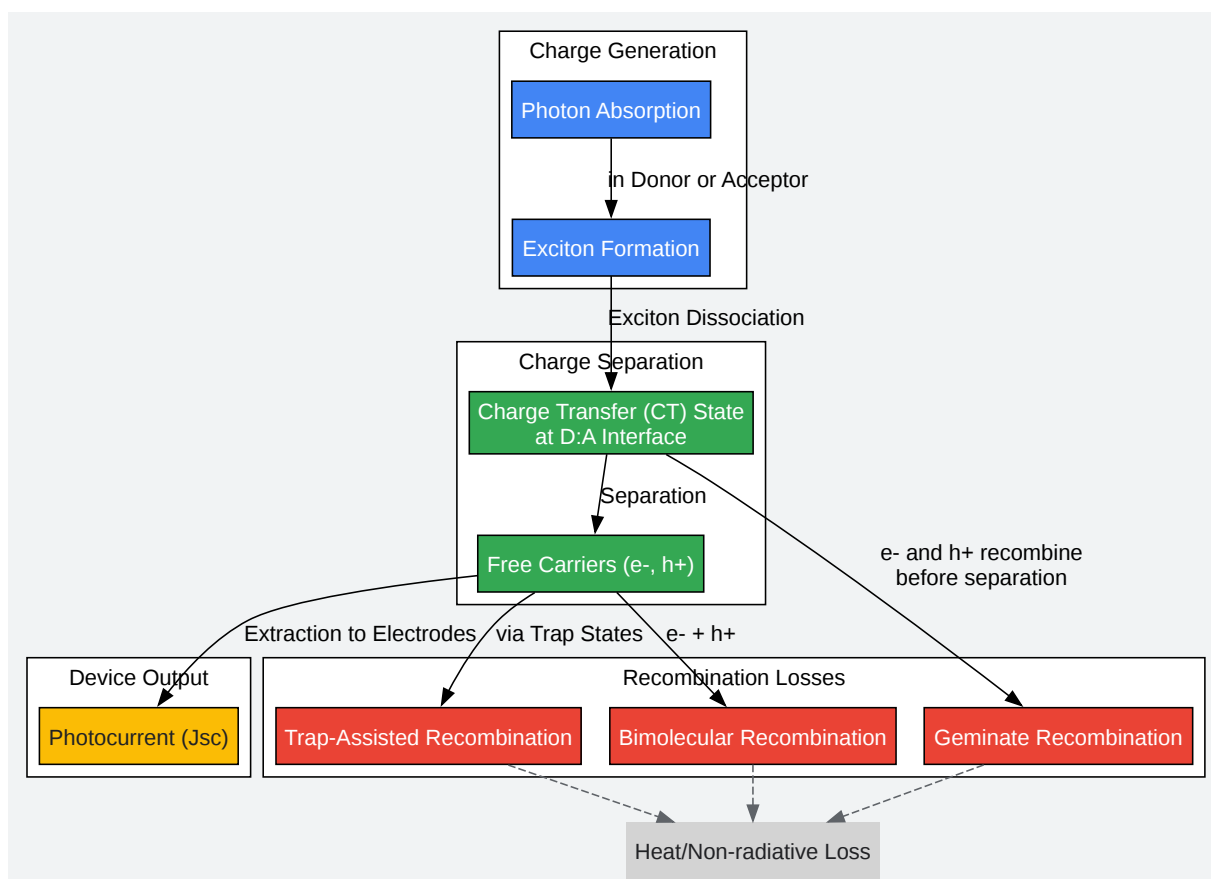 Charge Generation
Photon Absorption
in Donor or Acceptor
Exciton Formation
Exciton Dissociation
Charge Separation
Charge Transfer (CT) State
at D:A Interface
Separation
Free Carriers (e-, h+)
e- and h+ recombine
before separation
Extraction to Electrodes
via Trap States
e- + h+
Device Output
Recombination Losses
Photocurrent (Jsc)
Trap-Assisted Recombination
Bimolecular Recombination
Geminate Recombination
Heat/Non-radiative Loss